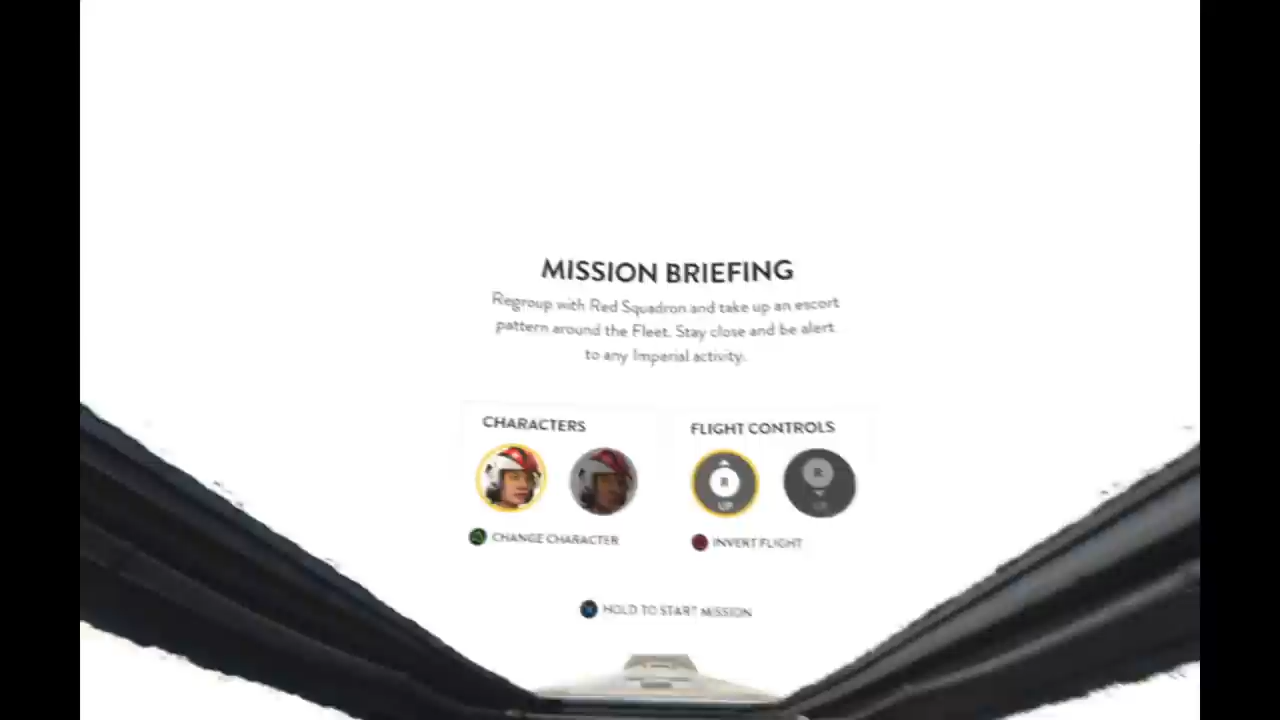 MISSION BRIEFING
Regroup with Red Squadron and take up an escort
pattern around the Fleet. Stay close and be alert
to any Imperial activity.
CHARACTERS
FLIGHT CONTROLS
R
UP
R
CHANGE CHARACTER
INVERT FLIGHT
HOLD TO START MISSION